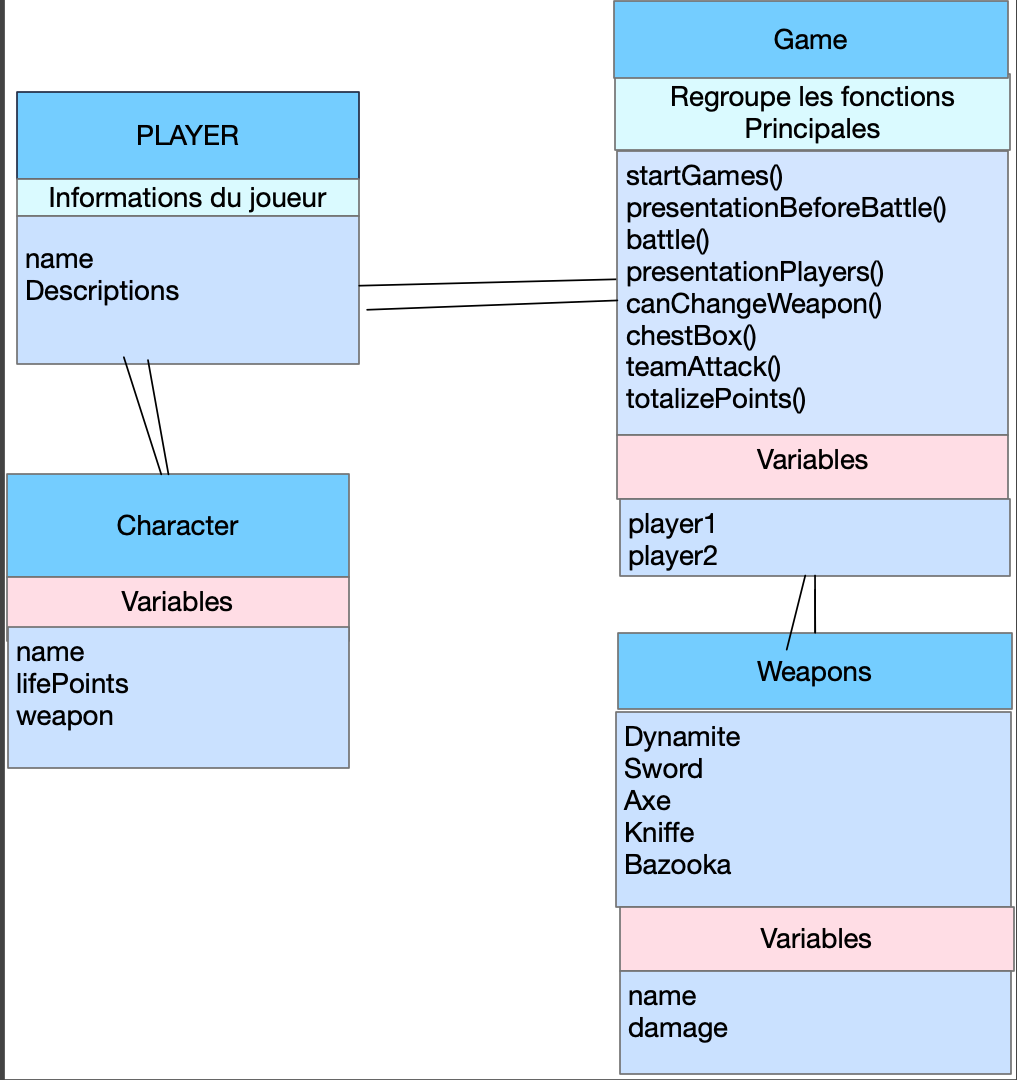 PLAYER
Informations du joueur
name
Descriptions
Game
Regroupe les fonctions
Principales
startGames()
presentationBeforeBattle()
battle()
presentationPlayers()
canChangeWeapon()
chestBox()
teamAttack()
totalizePoints()
Variables
player1
player2
Character
Variables
name
lifePoints
weapon
Weapons
Dynamite
Sword
Axe
Kniffe
Bazooka
Variables
name
damage